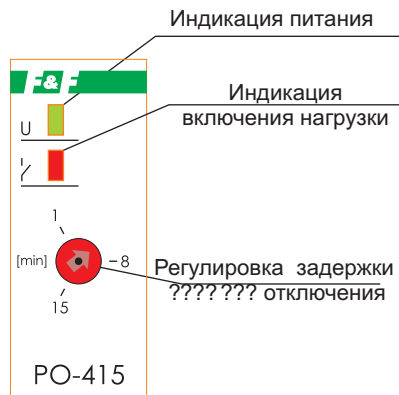 Индикация питания
F&F
Индикация
включения нагрузки
U
1
[min]
8
15
Регулировка задержки
???? ??? отключения
PO-415